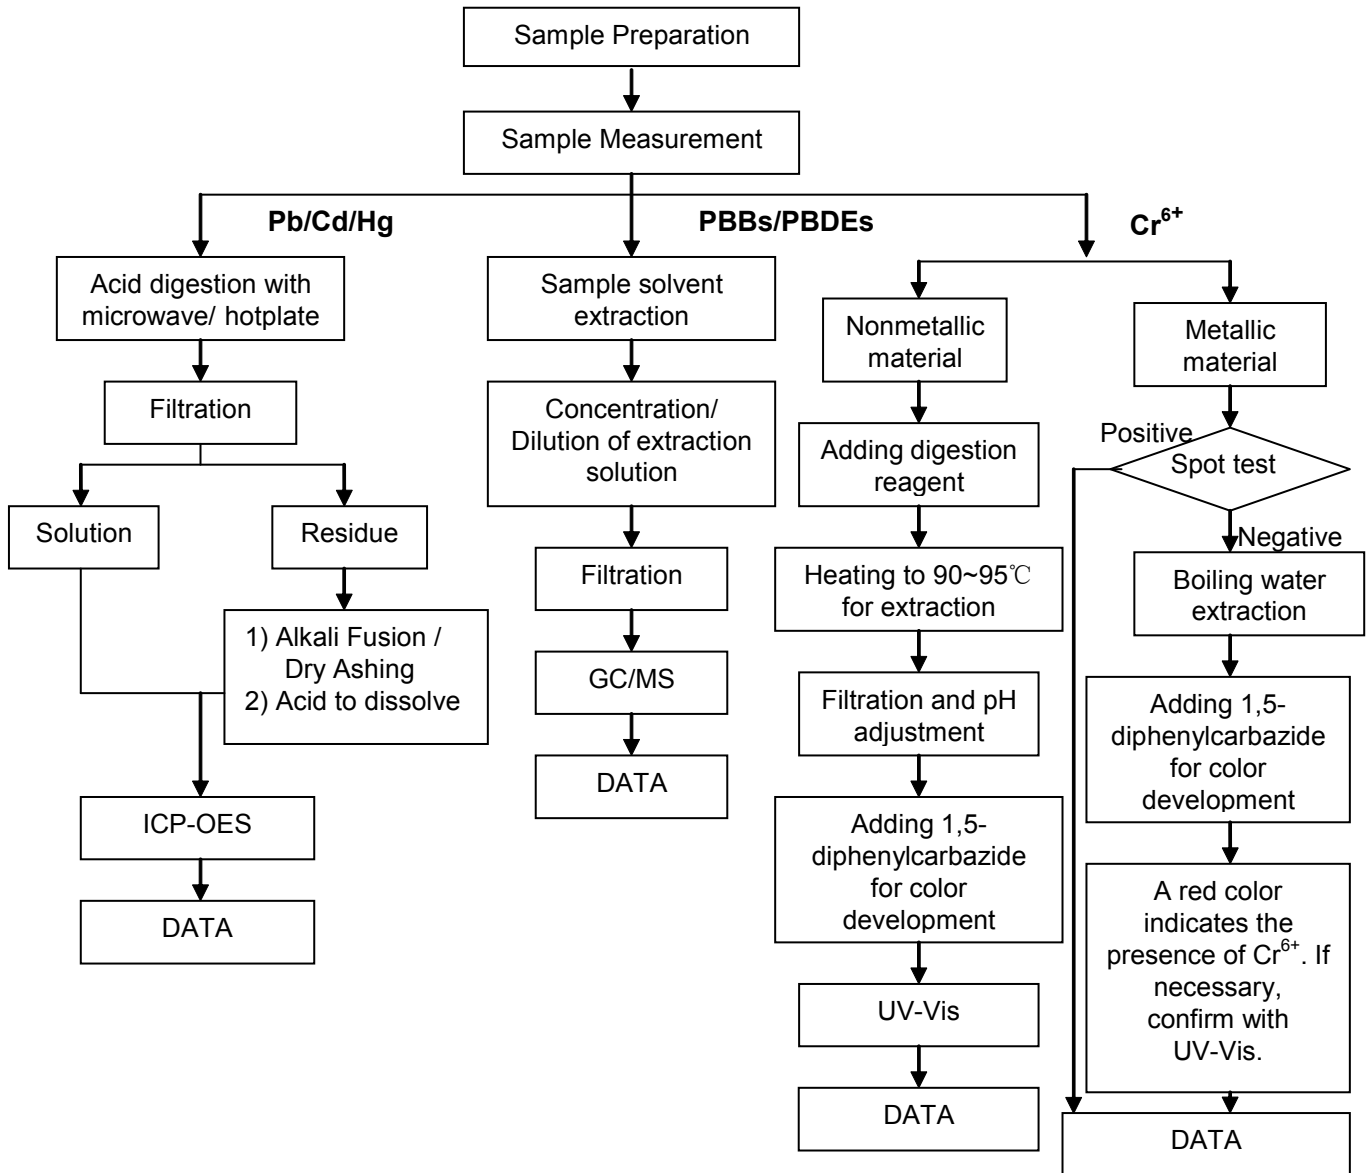 Sample Preparation
Sample Measurement
Pb/Cd/Hg
PBBs/PBDEs
Cr⁶⁺
Acid digestion with
microwave/ hotplate
Filtration
Solution
Residue
1) Alkali Fusion /
Dry Ashing
2) Acid to dissolve
ICP-OES
DATA
Sample solvent
extraction
Concentration/
Dilution of extraction
solution
Filtration
GC/MS
DATA
Nonmetallic
material
Adding digestion
reagent
Heating to 90~95℃
for extraction
Filtration and pH
adjustment
Adding 1,5-
diphenylcarbazide
for color
development
UV-Vis
DATA
Metallic
material
Positive
Spot test
Negative
Boiling water
extraction
Adding 1,5-
diphenylcarbazide
for color
development
A red color
indicates the
presence of Cr⁶⁺. If
necessary,
confirm with
UV-Vis.
DATA